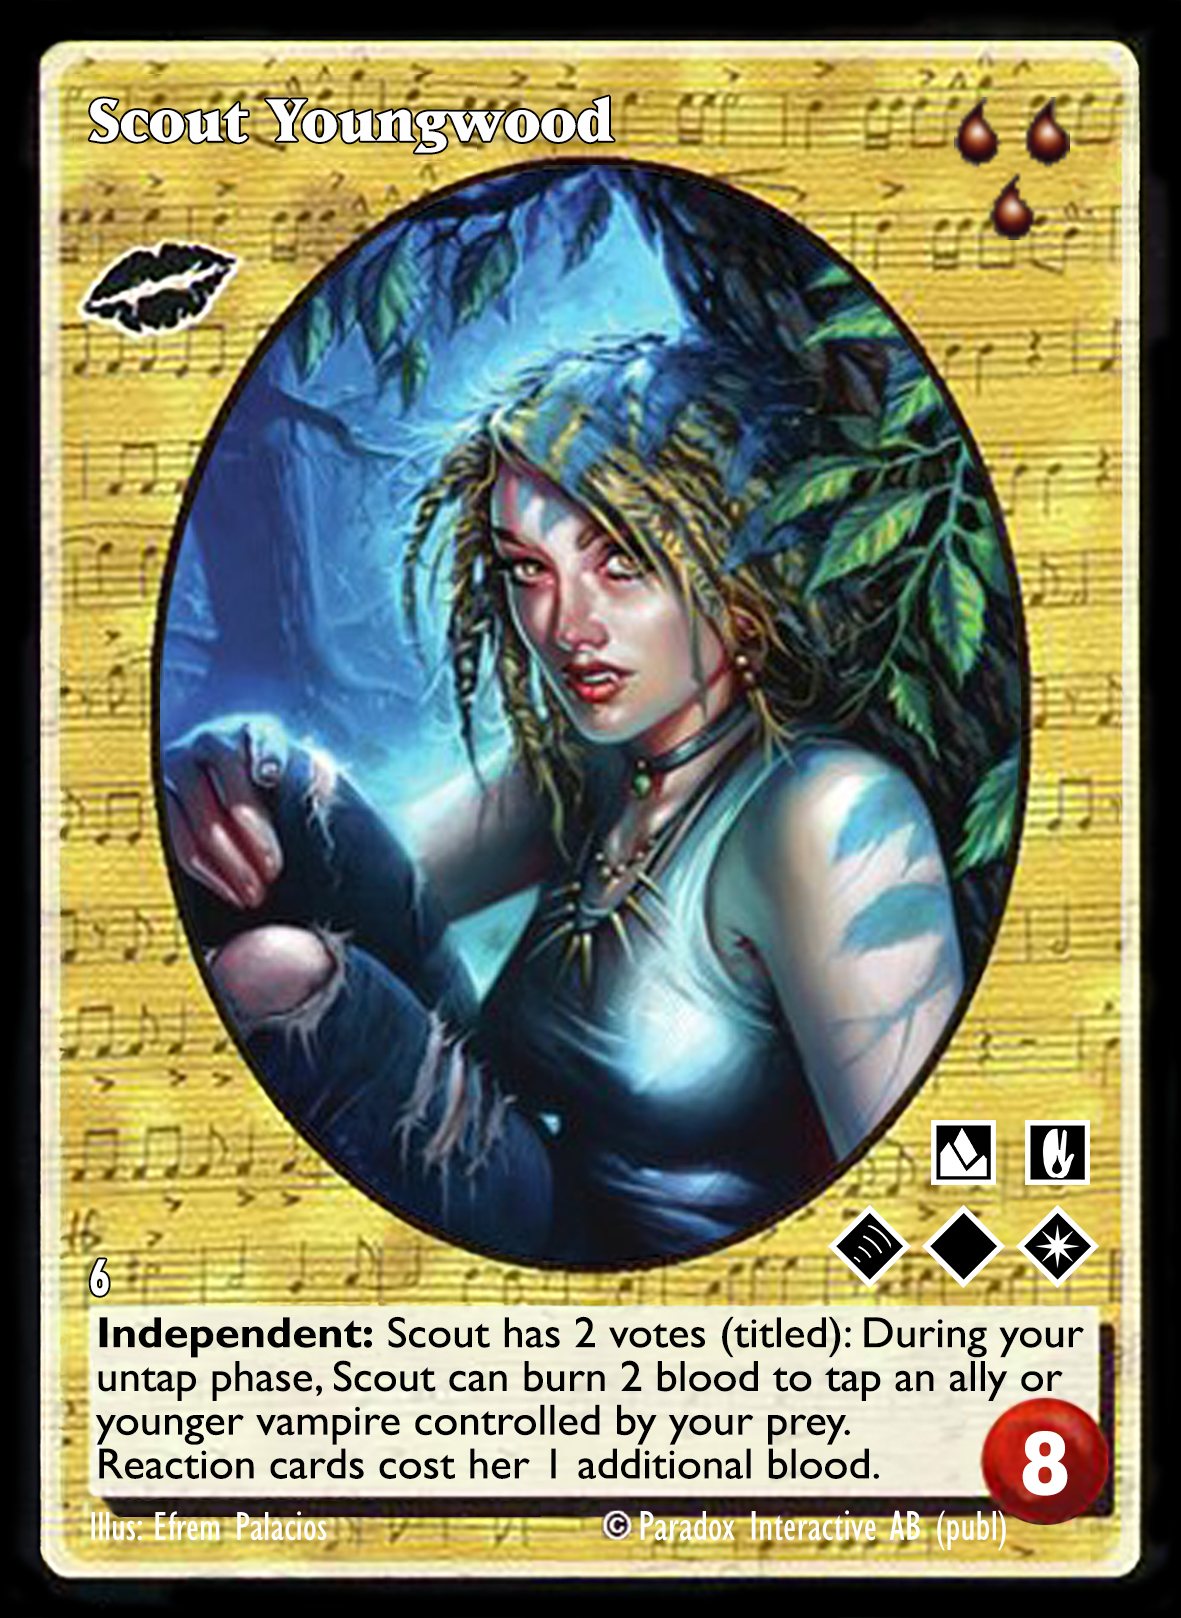 Scout Youngwood
6
Independent: Scout has 2 votes (titled): During your
untap phase, Scout can burn 2 blood to tap an ally or
younger vampire controlled by your prey.
Reaction cards cost her 1 additional blood.
8
Illus: Efrem Palacios © Paradox Interactive AB (publ)